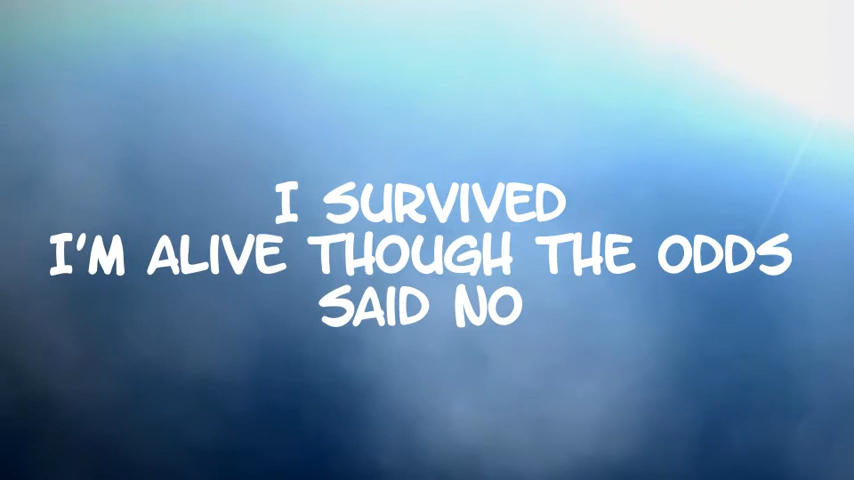 I SURVIVED
I'M ALIVE THOUGH THE ODDS
SAID NO